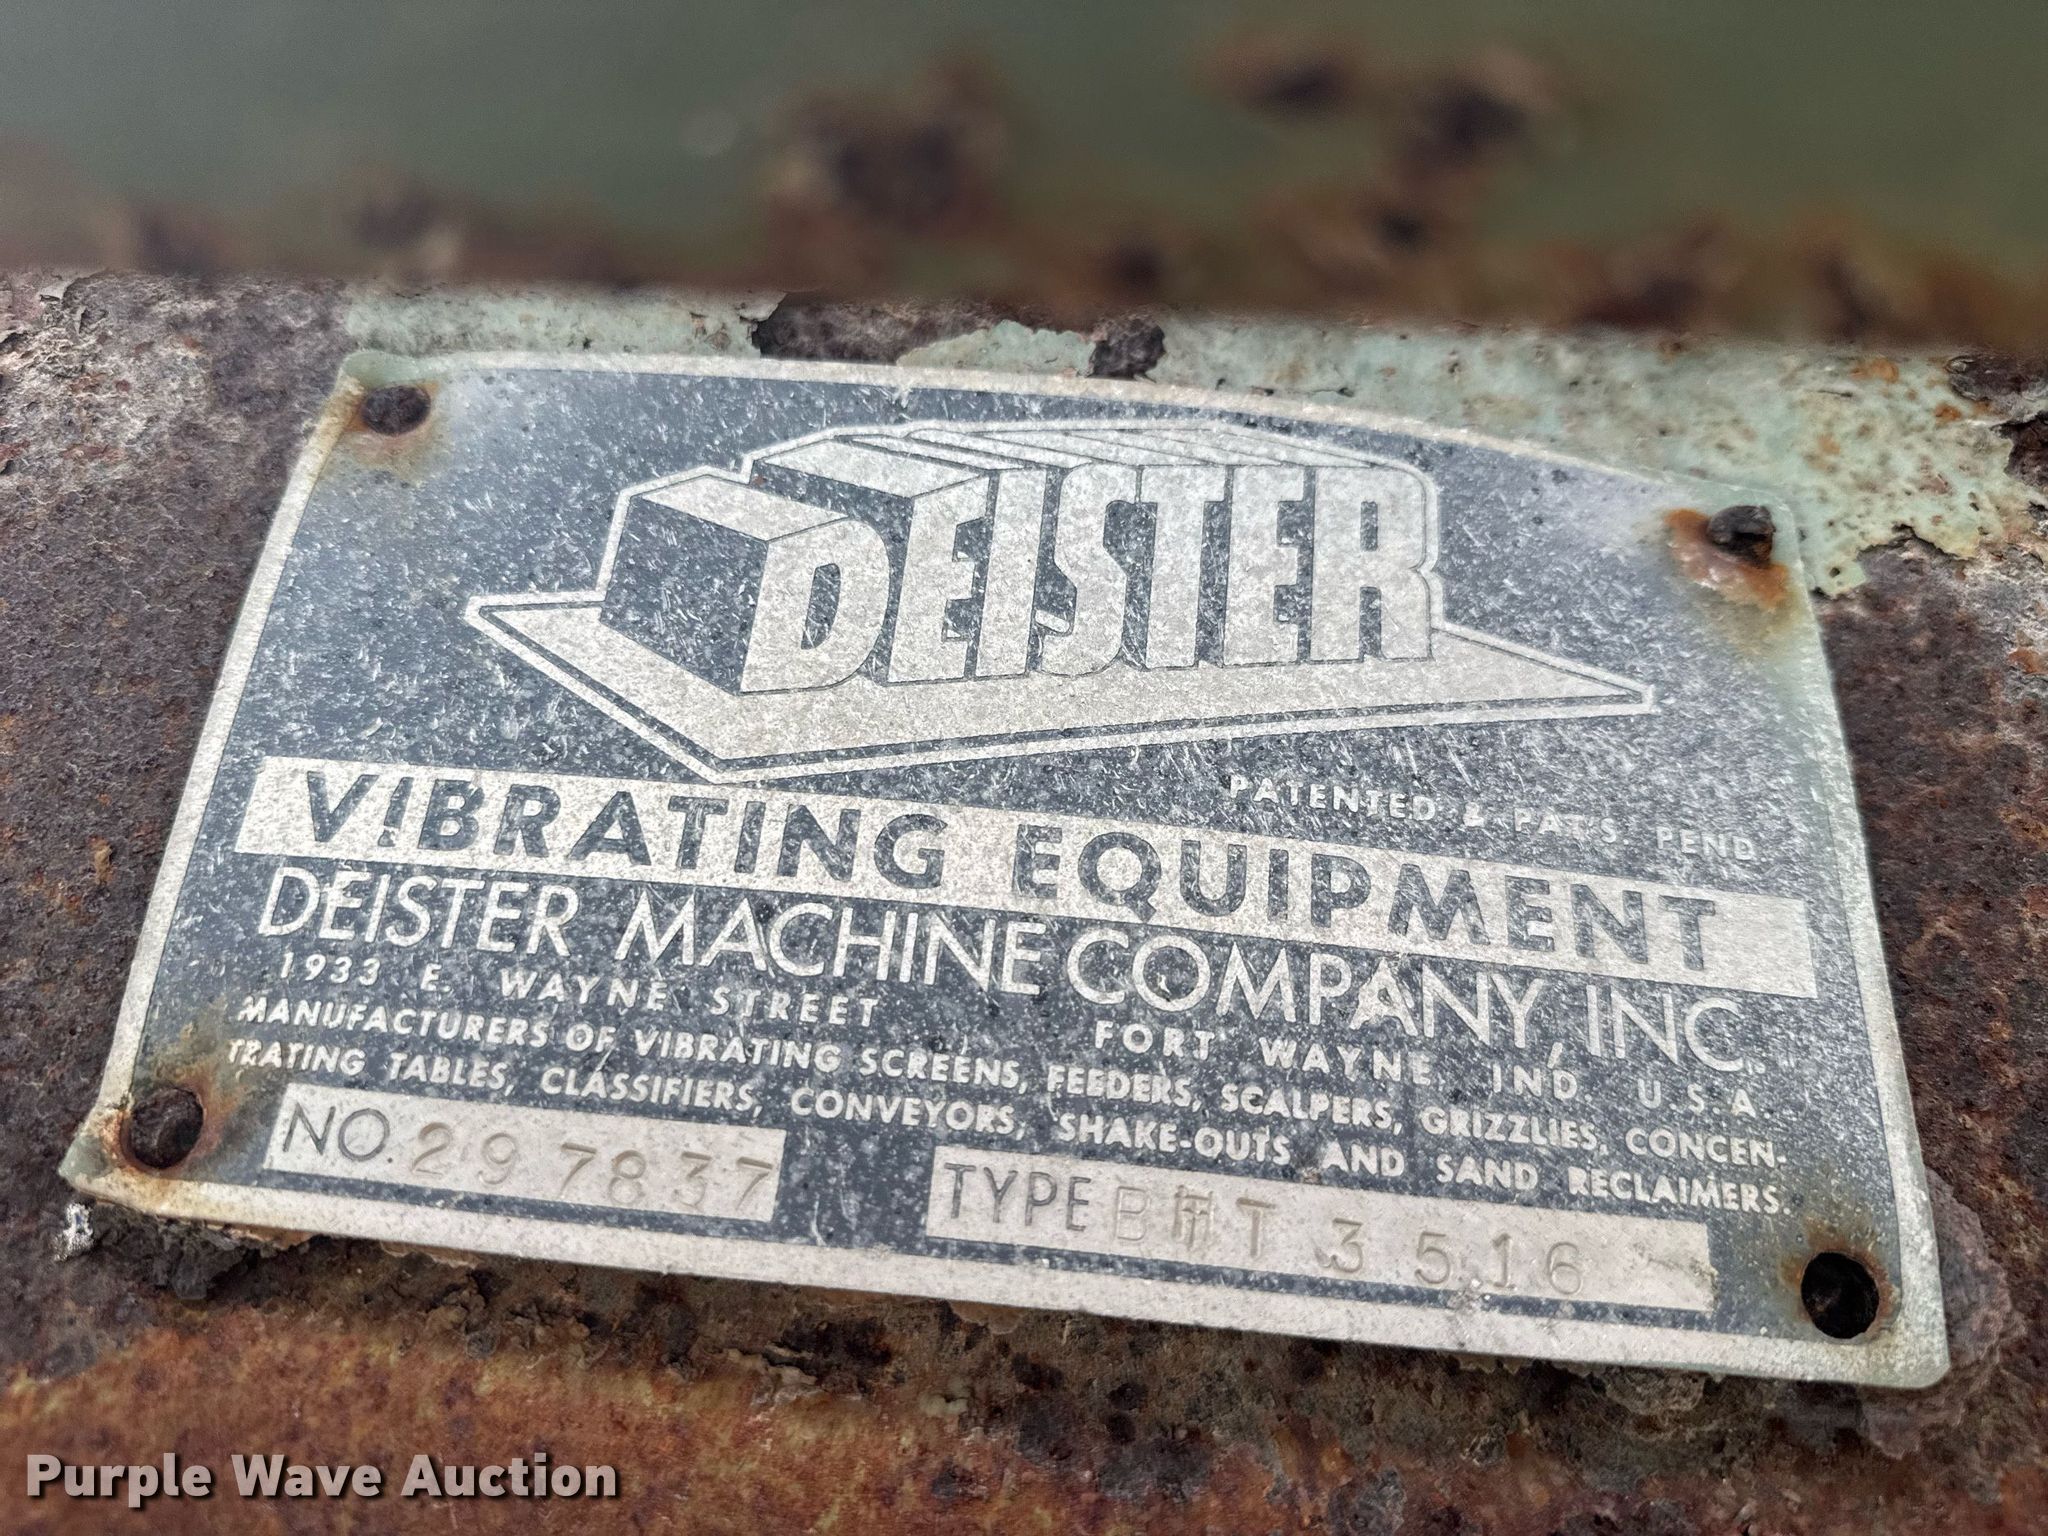 DEISTER
PATENTED & PAT'S. PEND.
VIBRATING EQUIPMENT
DEISTER MACHINE COMPANY, INC.
1933 E. WAYNE STREET FORT WAYNE, IND. U.S.A.
MANUFACTURERS OF VIBRATING SCREENS, FEEDERS, SCALPERS, GRIZZLIES, CONCEN-
TRATING TABLES, CLASSIFIERS, CONVEYORS, SHAKE-OUTS AND SAND RECLAIMERS.
NO. 297837 TYPE 3516
Purple Wave Auction